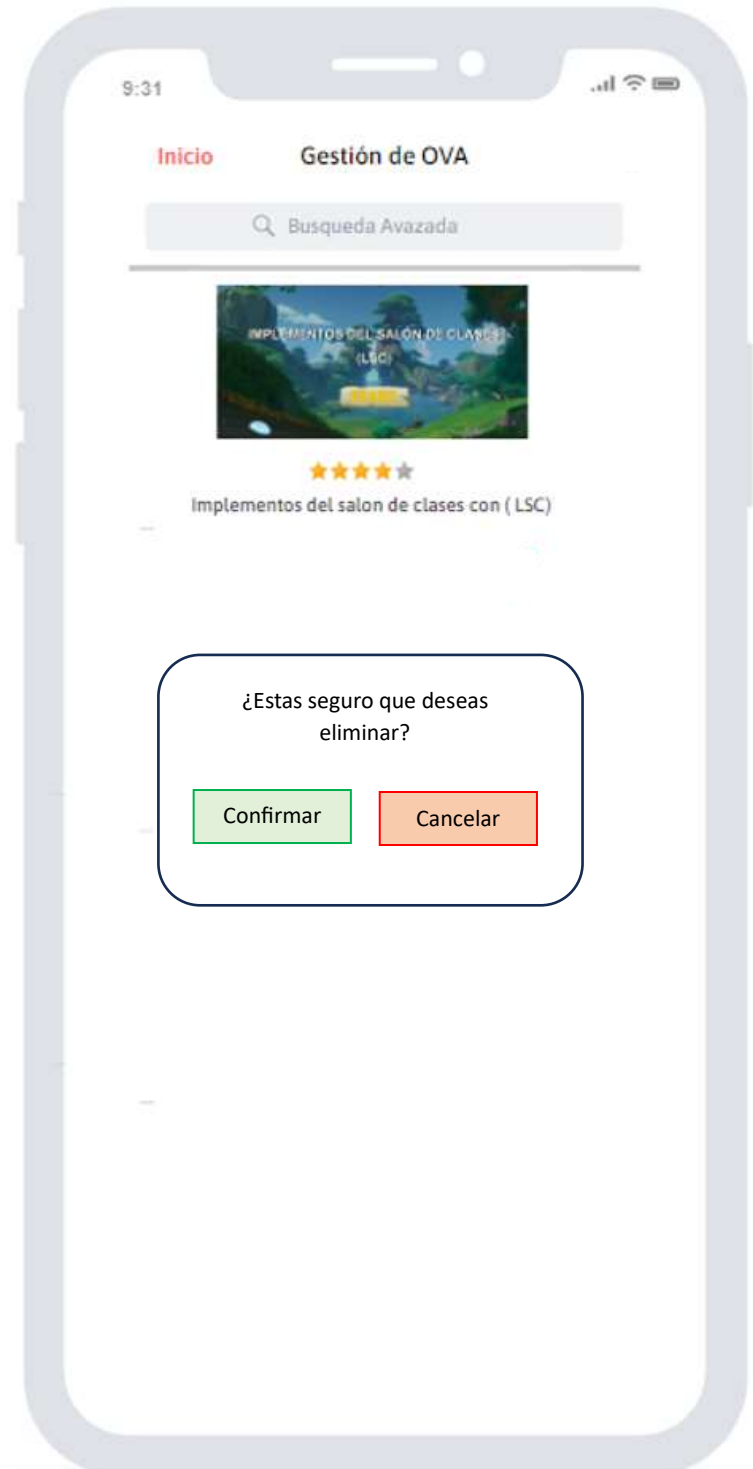 9:31
Inicio Gestión de OVA
Busqueda Avazada
IMPLEMENTOS DEL SALÓN DE CLASES
(LSC)
Implementos del salon de clases con ( LSC)
¿Estas seguro que deseas
eliminar?
Confirmar Cancelar